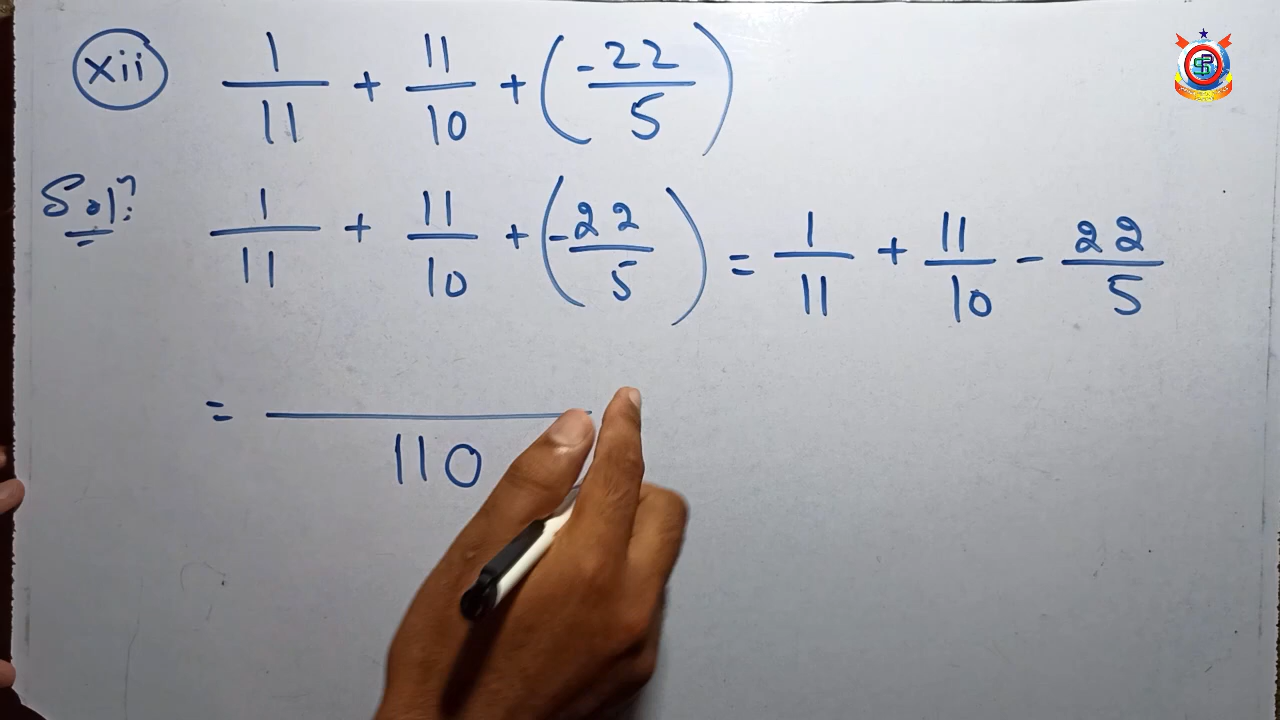 xii 1/11 + 11/10 + (-22/5)
Sol: 1/11 + 11/10 + (-22/5) = 1/11 + 11/10 - 22/5
= /110